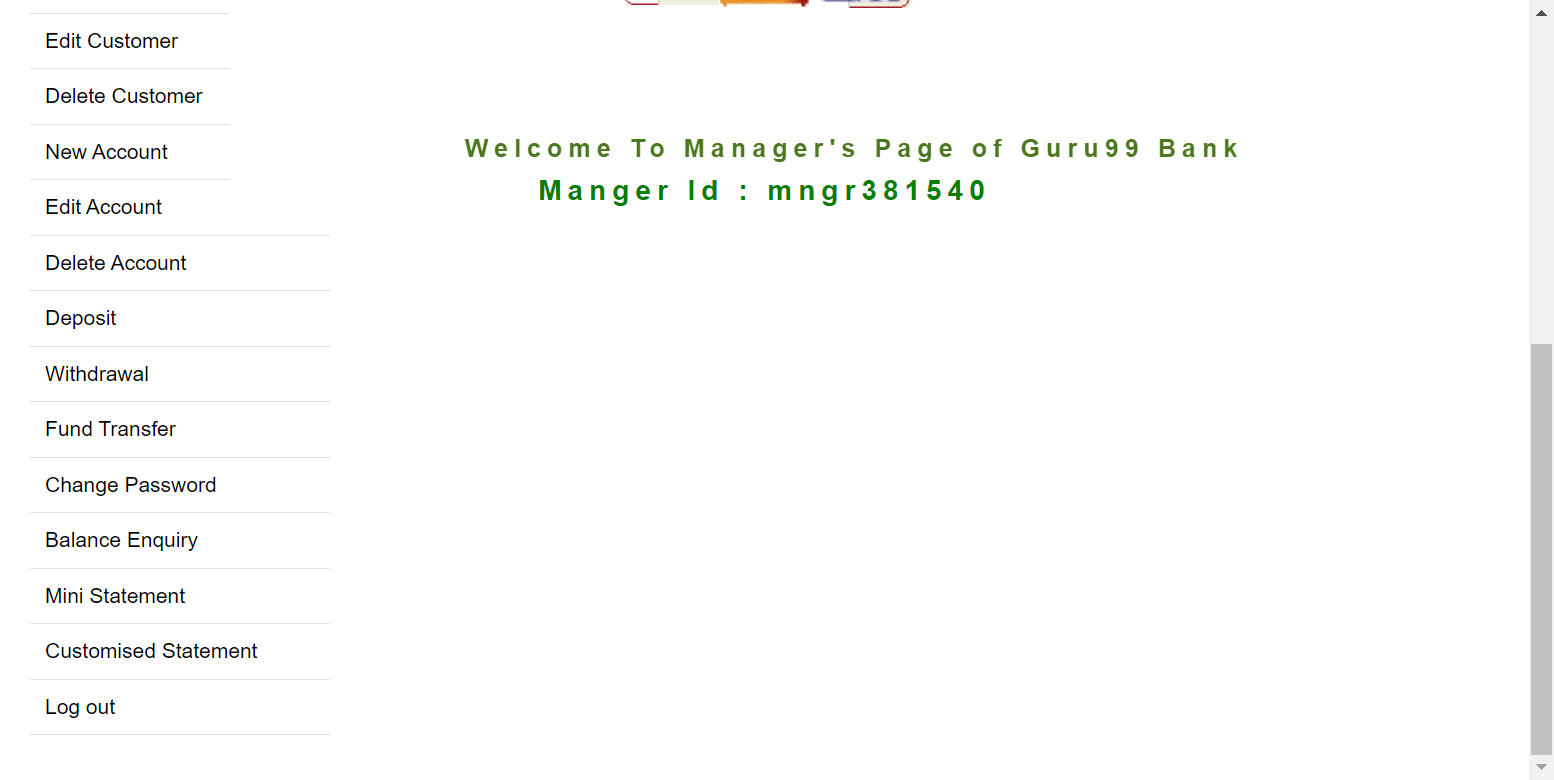 Edit Customer
Delete Customer
New Account
Edit Account
Delete Account
Deposit
Withdrawal
Fund Transfer
Change Password
Balance Enquiry
Mini Statement
Customised Statement
Log out
Welcome To Manager's Page of Guru99 Bank
Manger Id : mngr381540